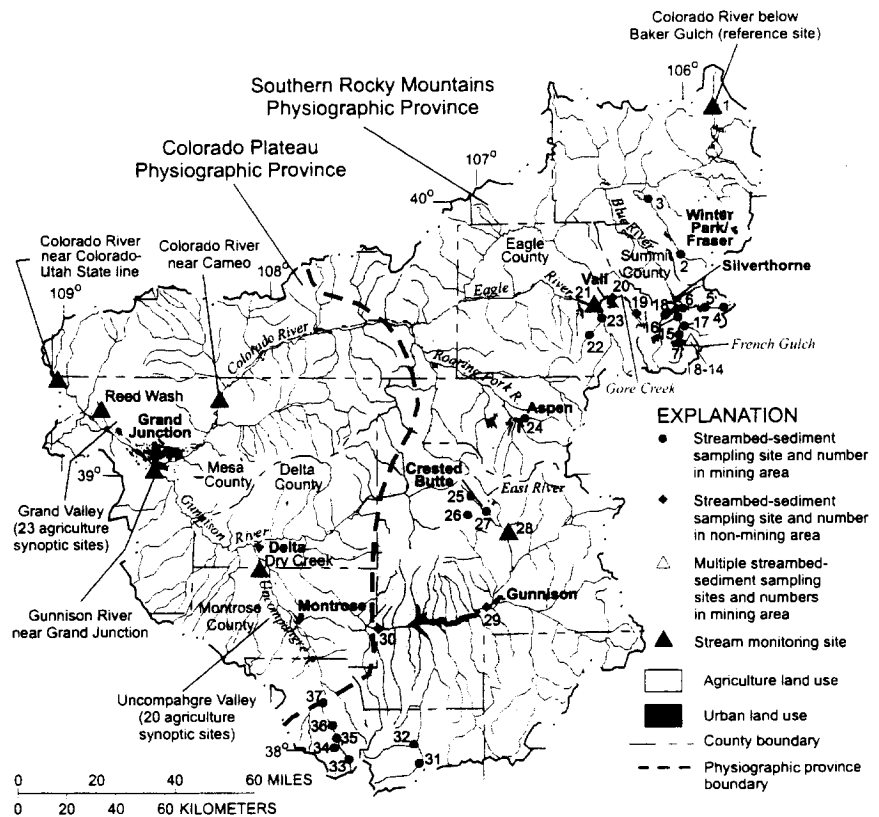 Colorado River below
Baker Gulch (reference site)
106°
1
Southern Rocky Mountains
Physiographic Province
Colorado Plateau
Physiographic Province
107°
40°
3
Blue River
Winter
Park/
Fraser
2
Colorado River
near Colorado-
Utah State line
Colorado River
near Cameo
109°
108°
Eagle
County
Summit
County
Silverthorne
Vail
Eagle
River
21
20
19
18
6
5
4
16
15
17
7
8-14
23
22
French Gulch
Gore Creek
Colorado River
Roaring Fork R.
Aspen
24
Reed Wash
Grand
Junction
39°
Mesa
County
Delta
County
Crested
Butte
East River
25
26
27
28
Grand Valley
(23 agriculture
synoptic sites)
Gunnison
River
Delta
Dry Creek
Gunnison River
near Grand Junction
Montrose
County
Montrose
Uncompahgre
Gunnison
29
30
Uncompahgre Valley
(20 agriculture
synoptic sites)
37
36
35
34
33
32
31
38°
EXPLANATION
Streambed-sediment
sampling site and number
in mining area
Streambed-sediment
sampling site and number
in non-mining area
Multiple streambed-
sediment sampling
sites and numbers
in mining area
Stream monitoring site
Agriculture land use
Urban land use
County boundary
Physiographic province
boundary
0 20 40 60 MILES
0 20 40 60 KILOMETERS